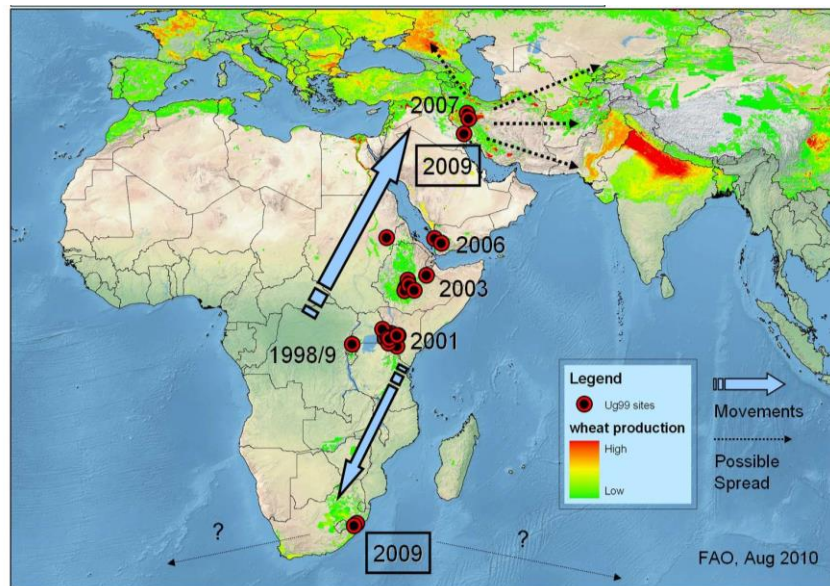 2007
2009
2006
2003
1998/9
2001
Legend
Ug99 sites
wheat production
High
Low
Movements
Possible
Spread
?
?
2009
FAO, Aug 2010